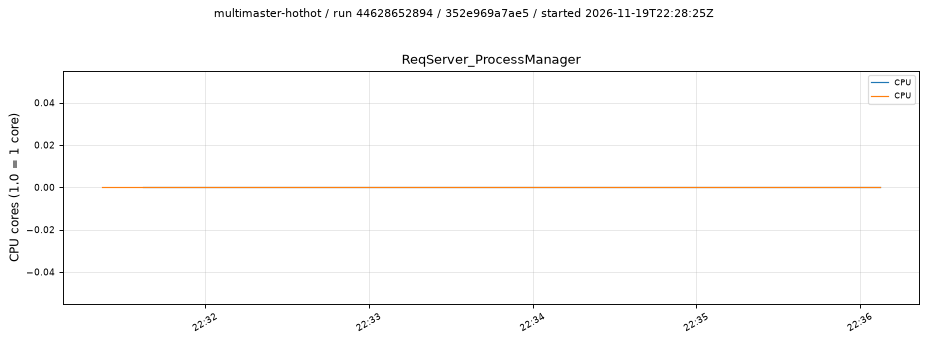 multimaster-hothot / run 44628652894 / 352e969a7ae5 / started 2026-11-19T22:28:25Z
ReqServer_ProcessManager
CPU
CPU
CPU cores (1.0 = 1 core)
0.04
0.02
0.00
−0.02
−0.04
22:32
22:33
22:34
22:35
22:36